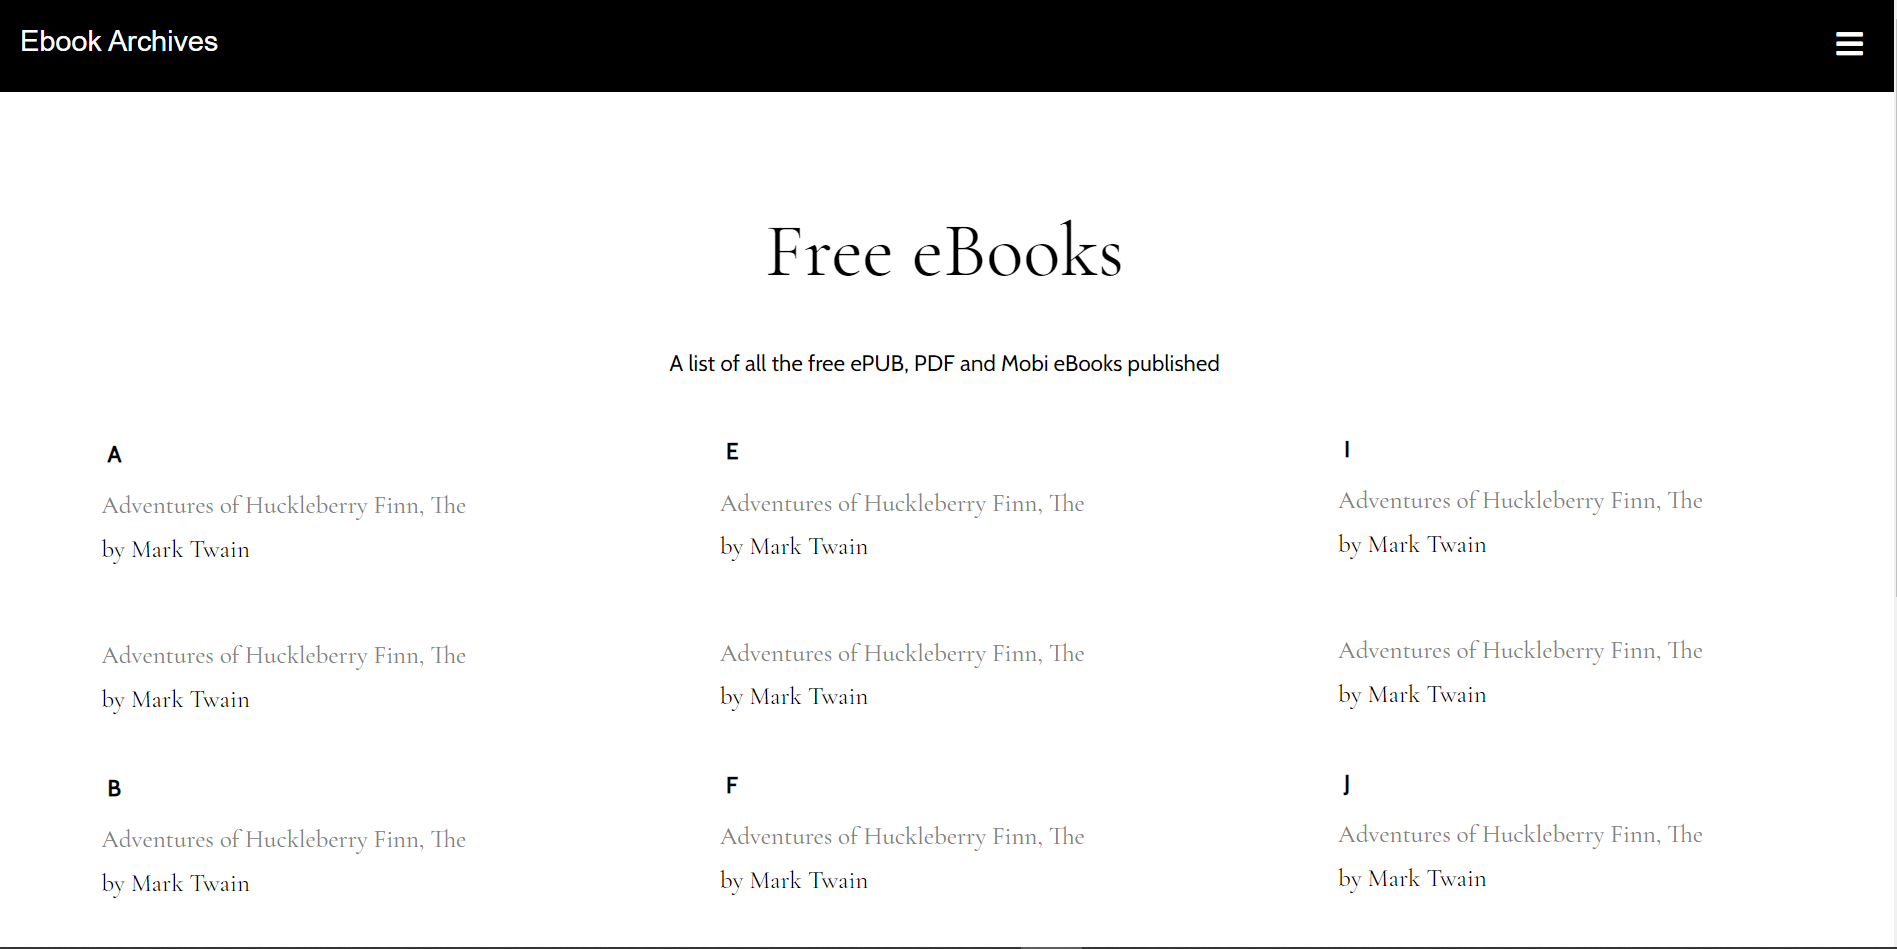 Ebook Archives
Free eBooks
A list of all the free ePUB, PDF and Mobi eBooks published
A
Adventures of Huckleberry Finn, The
by Mark Twain
Adventures of Huckleberry Finn, The
by Mark Twain
B
Adventures of Huckleberry Finn, The
by Mark Twain
E
Adventures of Huckleberry Finn, The
by Mark Twain
Adventures of Huckleberry Finn, The
by Mark Twain
F
Adventures of Huckleberry Finn, The
by Mark Twain
I
Adventures of Huckleberry Finn, The
by Mark Twain
Adventures of Huckleberry Finn, The
by Mark Twain
J
Adventures of Huckleberry Finn, The
by Mark Twain